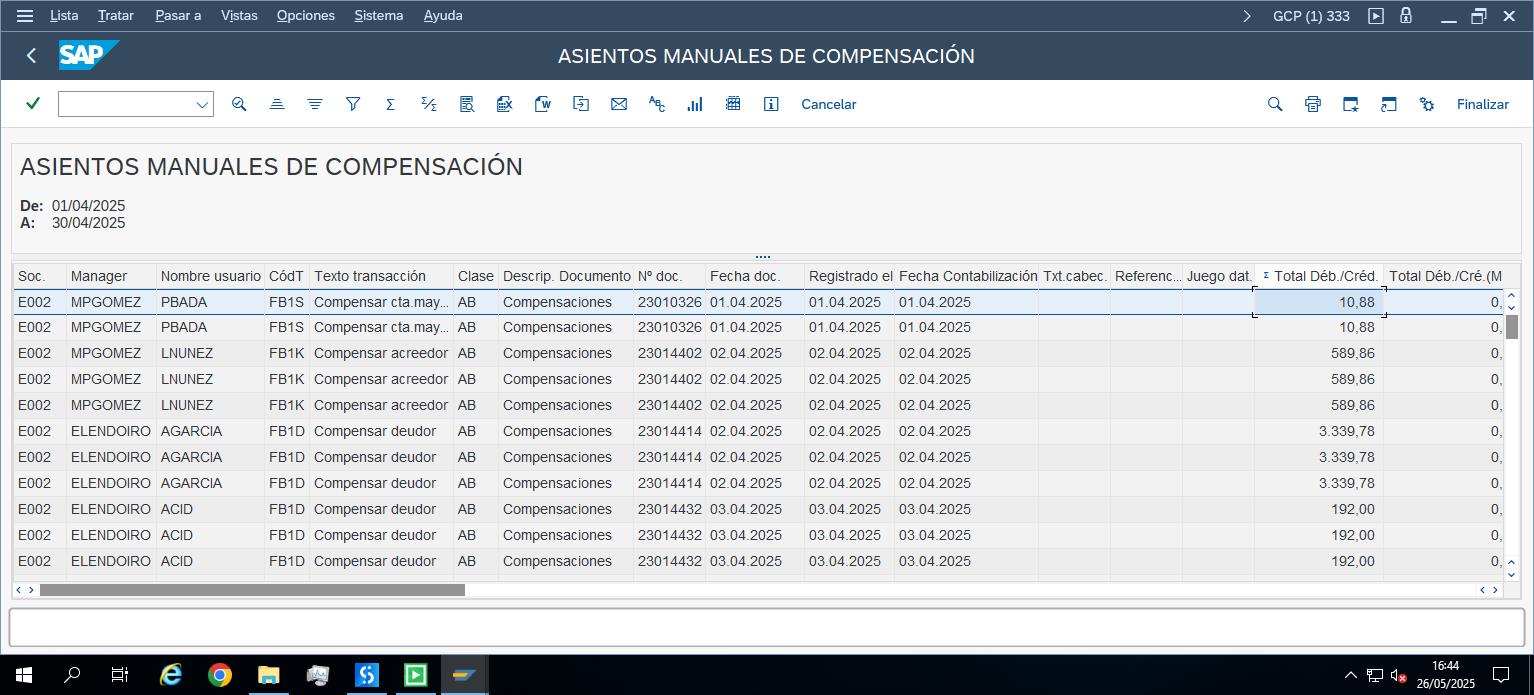 Lista Tratar Pasar a Vistas Opciones Sistema Ayuda GCP (1) 333
SAP ASIENTOS MANUALES DE COMPENSACIÓN
Cancelar Finalizar
ASIENTOS MANUALES DE COMPENSACIÓN
De: 01/04/2025
A: 30/04/2025
Soc. Manager Nombre usuario CódT Texto transacción Clase Descrip. Documento Nº doc. Fecha doc. Registrado el Fecha Contabilización Txt.cabec. Referenc... Juego dat. Σ Total Déb./Créd. Total Déb./Cré.(M
E002 MPGOMEZ PBADA FB1S Compensar cta.may... AB Compensaciones 23010326 01.04.2025 01.04.2025 01.04.2025 10,88 0,
E002 MPGOMEZ PBADA FB1S Compensar cta.may... AB Compensaciones 23010326 01.04.2025 01.04.2025 01.04.2025 10,88 0,
E002 MPGOMEZ LNUNEZ FB1K Compensar acreedor AB Compensaciones 23014402 02.04.2025 02.04.2025 02.04.2025 589,86 0,
E002 MPGOMEZ LNUNEZ FB1K Compensar acreedor AB Compensaciones 23014402 02.04.2025 02.04.2025 02.04.2025 589,86 0,
E002 MPGOMEZ LNUNEZ FB1K Compensar acreedor AB Compensaciones 23014402 02.04.2025 02.04.2025 02.04.2025 589,86 0,
E002 ELENDOIRO AGARCIA FB1D Compensar deudor AB Compensaciones 23014414 02.04.2025 02.04.2025 02.04.2025 3.339,78 0,
E002 ELENDOIRO AGARCIA FB1D Compensar deudor AB Compensaciones 23014414 02.04.2025 02.04.2025 02.04.2025 3.339,78 0,
E002 ELENDOIRO AGARCIA FB1D Compensar deudor AB Compensaciones 23014414 02.04.2025 02.04.2025 02.04.2025 3.339,78 0,
E002 ELENDOIRO ACID FB1D Compensar deudor AB Compensaciones 23014432 03.04.2025 03.04.2025 03.04.2025 192,00 0,
E002 ELENDOIRO ACID FB1D Compensar deudor AB Compensaciones 23014432 03.04.2025 03.04.2025 03.04.2025 192,00 0,
E002 ELENDOIRO ACID FB1D Compensar deudor AB Compensaciones 23014432 03.04.2025 03.04.2025 03.04.2025 192,00 0,
16:44
26/05/2025